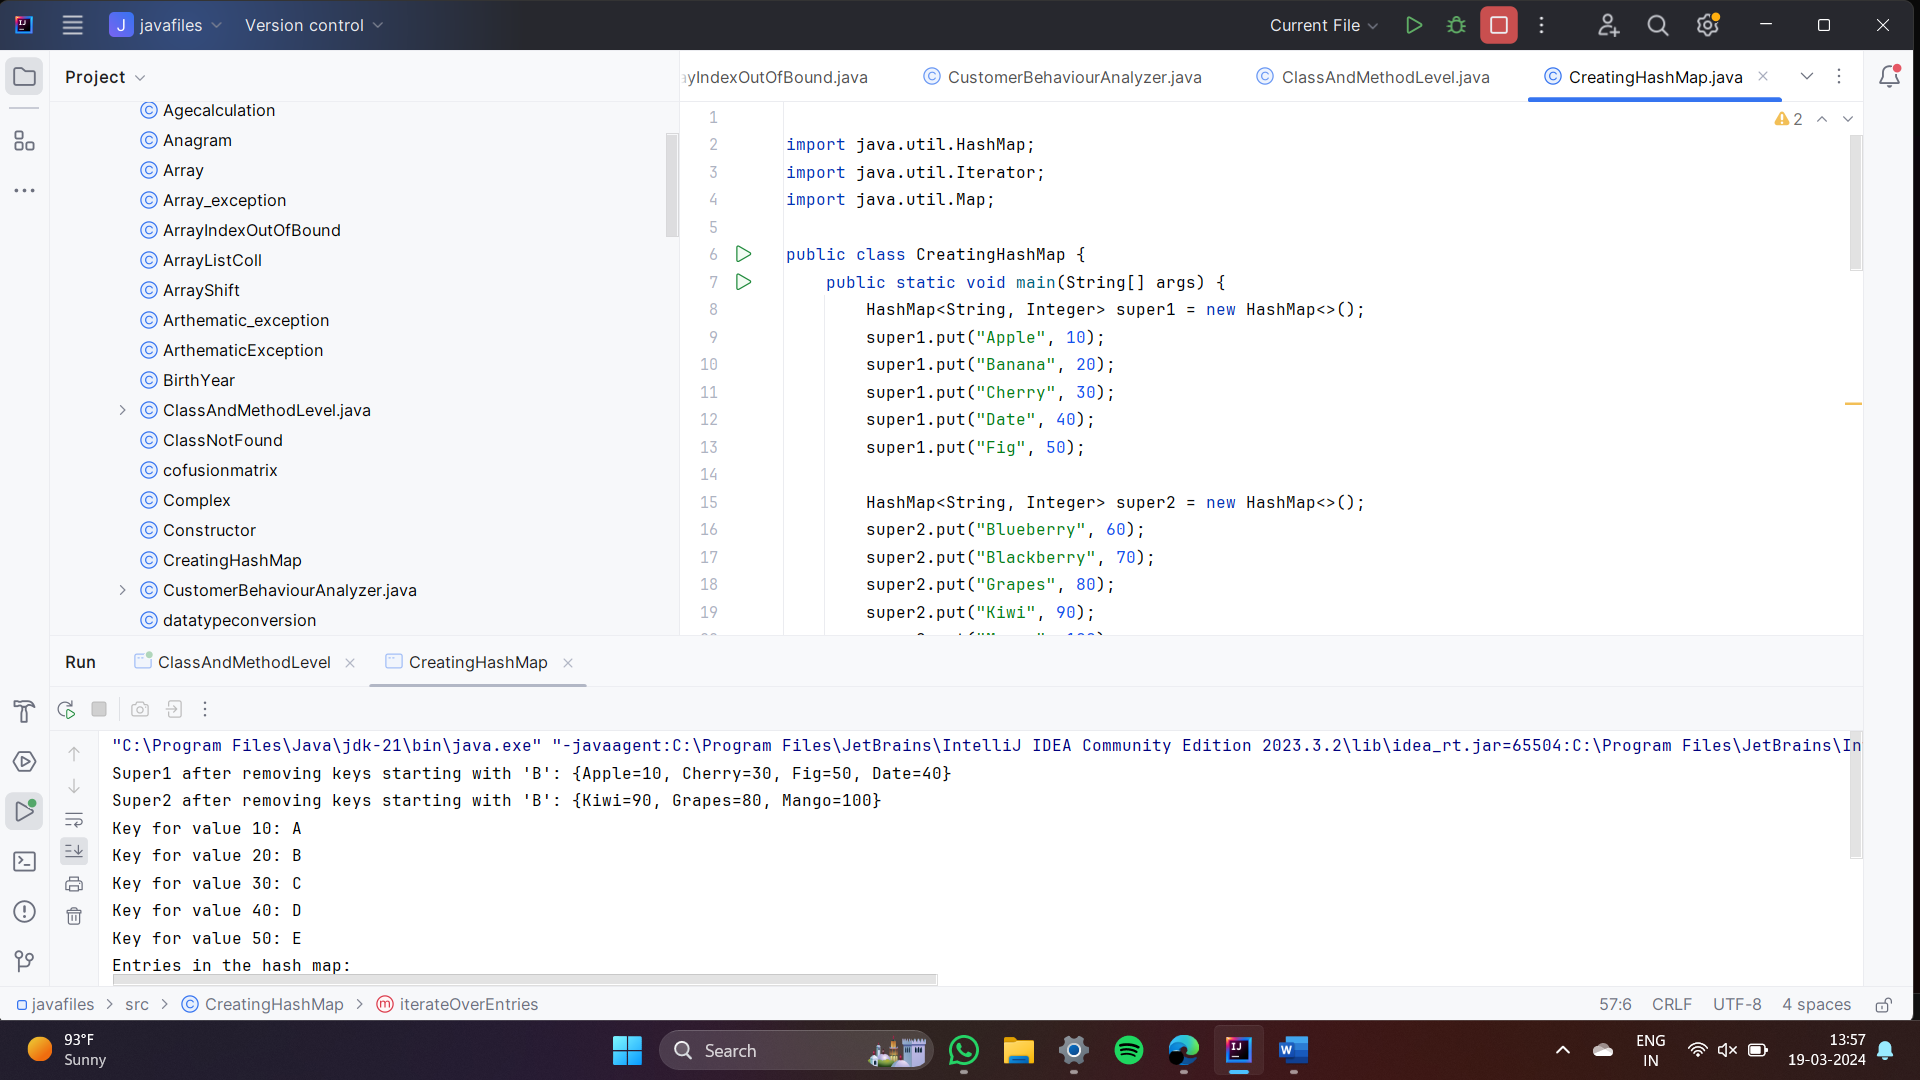 J javafiles Version control Current File
Project
yIndexOutOfBound.java CustomerBehaviourAnalyzer.java ClassAndMethodLevel.java CreatingHashMap.java
Agecalculation
Anagram
Array
Array_exception
ArrayIndexOutOfBound
ArrayListColl
ArrayShift
Arthematic_exception
ArthematicException
BirthYear
ClassAndMethodLevel.java
ClassNotFound
cofusionmatrix
Complex
Constructor
CreatingHashMap
CustomerBehaviourAnalyzer.java
datatypeconversion
2
1
2 import java.util.HashMap;
3 import java.util.Iterator;
4 import java.util.Map;
5
6 public class CreatingHashMap {
7 public static void main(String[] args) {
8 HashMap<String, Integer> super1 = new HashMap<>();
9 super1.put("Apple", 10);
10 super1.put("Banana", 20);
11 super1.put("Cherry", 30);
12 super1.put("Date", 40);
13 super1.put("Fig", 50);
14
15 HashMap<String, Integer> super2 = new HashMap<>();
16 super2.put("Blueberry", 60);
17 super2.put("Blackberry", 70);
18 super2.put("Grapes", 80);
19 super2.put("Kiwi", 90);
Run ClassAndMethodLevel CreatingHashMap
"C:\Program Files\Java\jdk-21\bin\java.exe" "-javaagent:C:\Program Files\JetBrains\IntelliJ IDEA Community Edition 2023.3.2\lib\idea_rt.jar=65504:C:\Program Files\JetBrains\In
Super1 after removing keys starting with 'B': {Apple=10, Cherry=30, Fig=50, Date=40}
Super2 after removing keys starting with 'B': {Kiwi=90, Grapes=80, Mango=100}
Key for value 10: A
Key for value 20: B
Key for value 30: C
Key for value 40: D
Key for value 50: E
Entries in the hash map:
javafiles > src > CreatingHashMap > iterateOverEntries 57:6 CRLF UTF-8 4 spaces
93°F
Sunny
Search
ENG
IN
13:57
19-03-2024